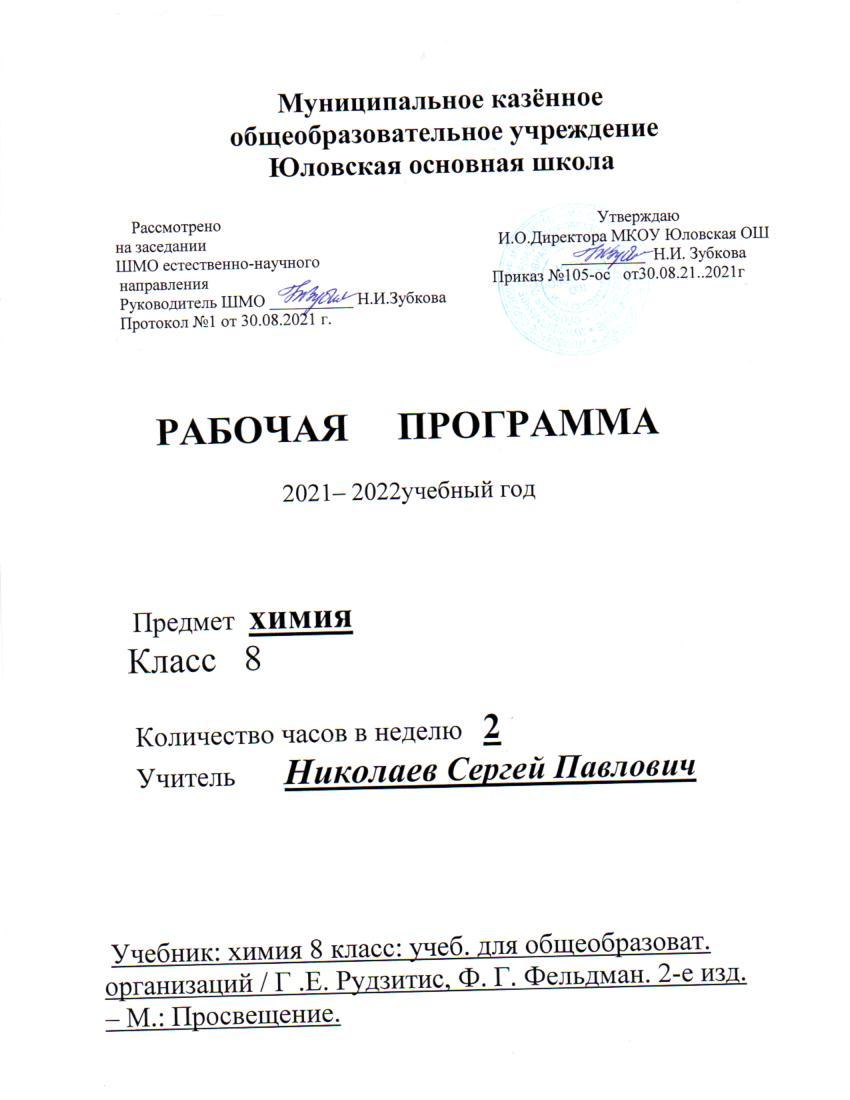 Муниципальное казённое
общеобразовательное учреждение
Юловская основная школа
Рассмотрено
на заседании
ШМО естественно-научного
направления
Руководитель ШМО __________ Н.И.Зубкова
Протокол №1 от 30.08.2021 г.
Утверждаю
И.О.Директора МКОУ Юловская ОШ
__________ Н.И. Зубкова
Приказ №105-ос от30.08.21..2021г
РАБОЧАЯ ПРОГРАММА
2021– 2022учебный год
Предмет химия
Класс 8
Количество часов в неделю 2
Учитель Николаев Сергей Павлович
Учебник: химия 8 класс: учеб. для общеобразоват.
организаций / Г .Е. Рудзитис, Ф. Г. Фельдман. 2-е изд.
– М.: Просвещение.